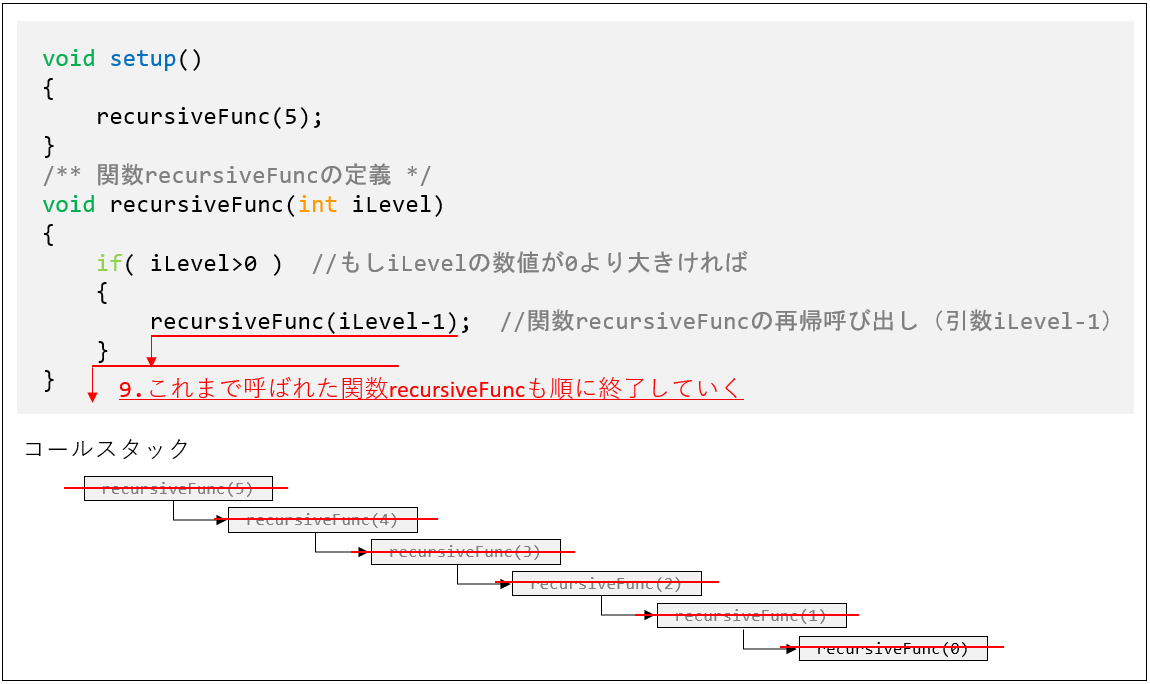 void setup()
{
recursiveFunc(5);
}
/** 関数recursiveFuncの定義 */
void recursiveFunc(int iLevel)
{
if( iLevel>0 )  //もしiLevelの数値が0より大きければ
{
recursiveFunc(iLevel-1);  //関数recursiveFuncの再帰呼び出し（引数iLevel-1）
}
}
9.これまで呼ばれた関数recursiveFuncも順に終了していく
コールスタック
recursiveFunc(5)
recursiveFunc(4)
recursiveFunc(3)
recursiveFunc(2)
recursiveFunc(1)
recursiveFunc(0)